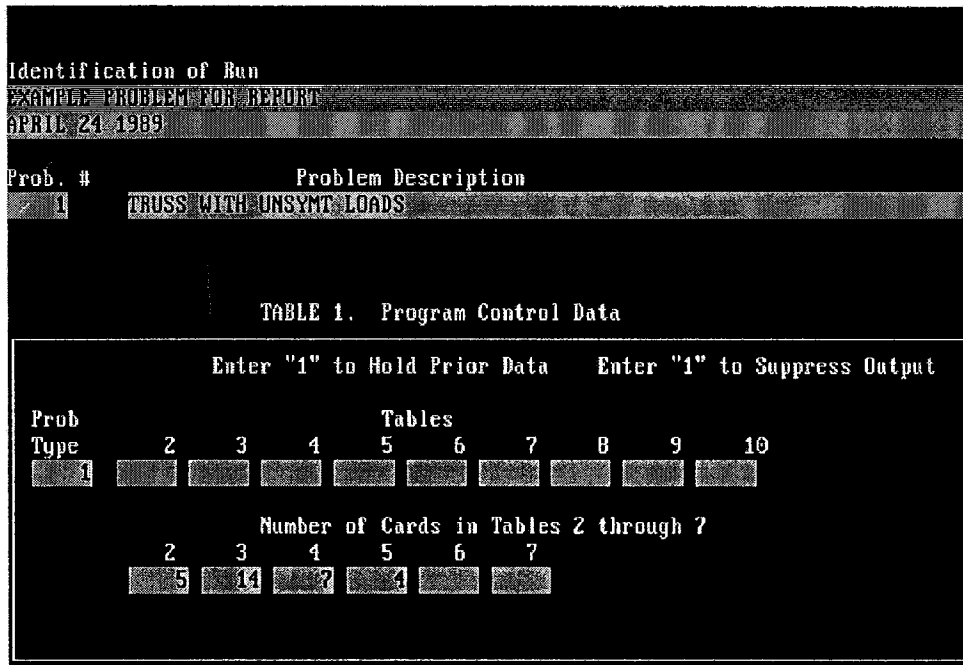 Identification of Run
EXAMPLE PROBLEM FOR REPORT
APRIL 24 1989
Prob. # Problem Description
1 TRUSS WITH UNSYMT LOADS
TABLE 1. Program Control Data
Enter "1" to Hold Prior Data Enter "1" to Suppress Output
Prob Tables
Type 2 3 4 5 6 7 8 9 10
1
Number of Cards in Tables 2 through 7
2 3 4 5 6 7
5 14 7 4